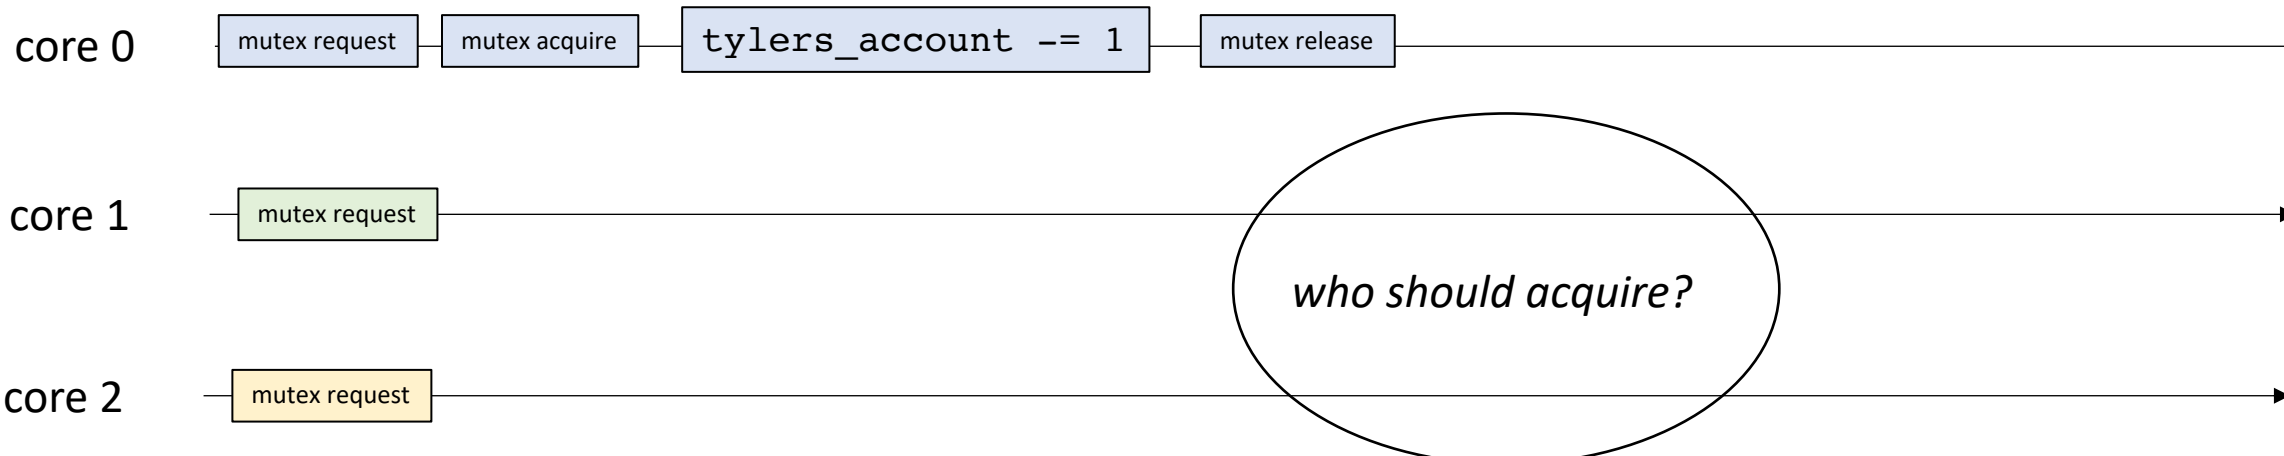 core 0 mutex request mutex acquire tylers_account -= 1 mutex release
core 1 mutex request
who should acquire?
core 2 mutex request